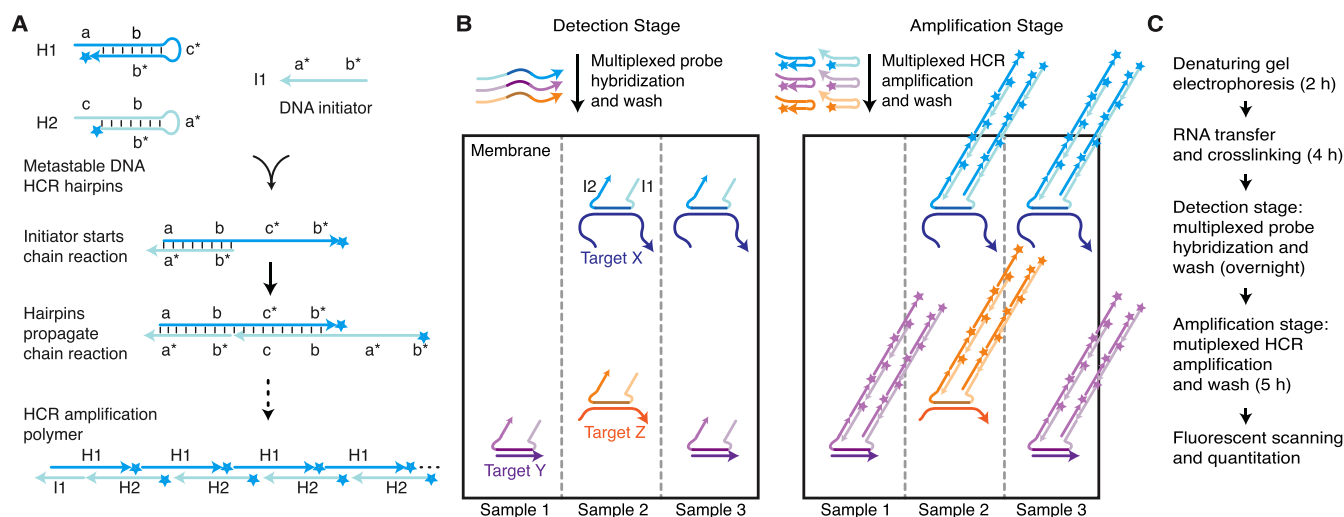 A
a b
H1
c*
b*
c b
H2
a*
b*
Metastable DNA
HCR hairpins
a* b*
I1
DNA initiator
Initiator starts
chain reaction
a b c* b*
a* b*
Hairpins
propagate
chain reaction
a b c* b*
a* b* c b a* b*
HCR amplification
polymer
H1 H1 H1 H1
I1 H2 H2 H2 H2
B
Detection Stage
Multiplexed probe
hybridization
and wash
Membrane
I2 I1
Target X
Target Z
Target Y
Sample 1 Sample 2 Sample 3
Amplification Stage
Multiplexed HCR
amplification
and wash
Sample 1 Sample 2 Sample 3
C
Denaturing gel
electrophoresis (2 h)
RNA transfer
and crosslinking (4 h)
Detection stage:
multiplexed probe
hybridization and
wash (overnight)
Amplification stage:
mutiplexed HCR
amplification
and wash (5 h)
Fluorescent scanning
and quantitation